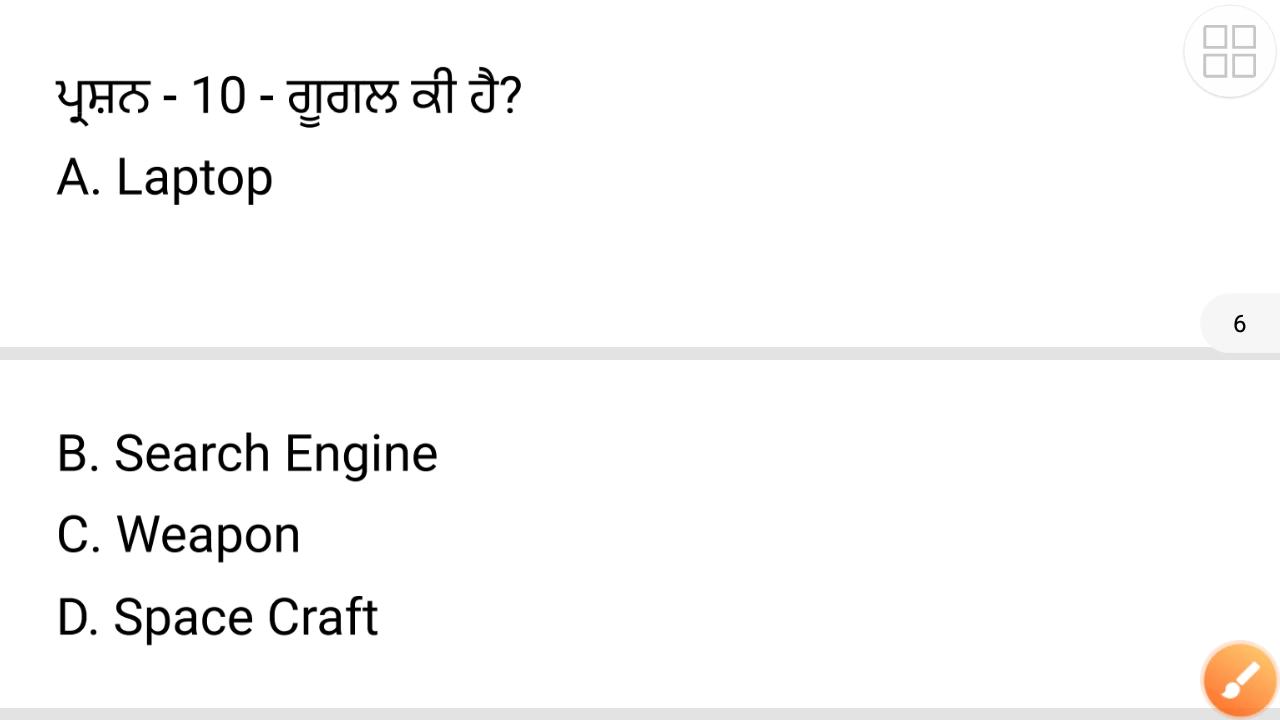 ਪ੍ਰਸ਼ਨ - 10 - ਗੂਗਲ ਕੀ ਹੈ?
A. Laptop
6
B. Search Engine
C. Weapon
D. Space Craft